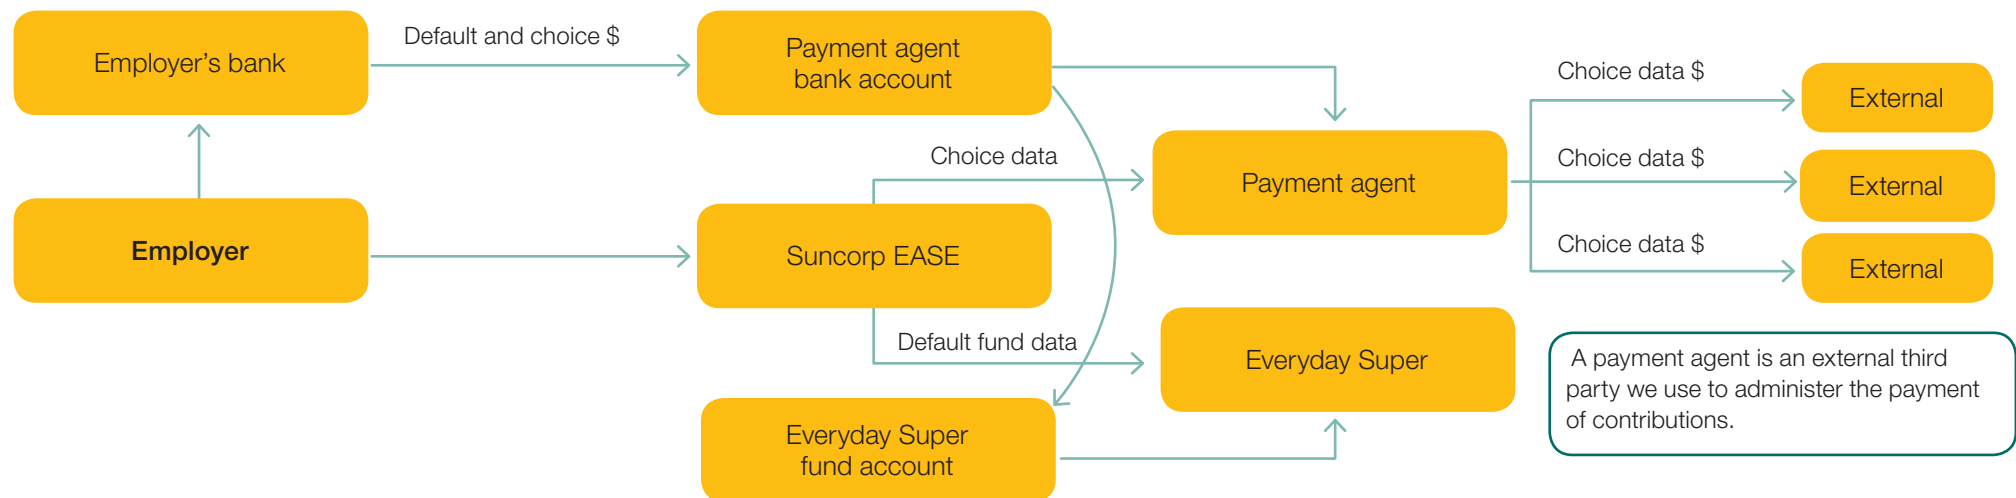 Employer’s bank
Default and choice $
Payment agent
bank account
Choice data $
External
Choice data
Payment agent
Choice data $
External
Employer
Suncorp EASE
Choice data $
External
Default fund data
Everyday Super
A payment agent is an external third
party we use to administer the payment
of contributions.
Everyday Super
fund account